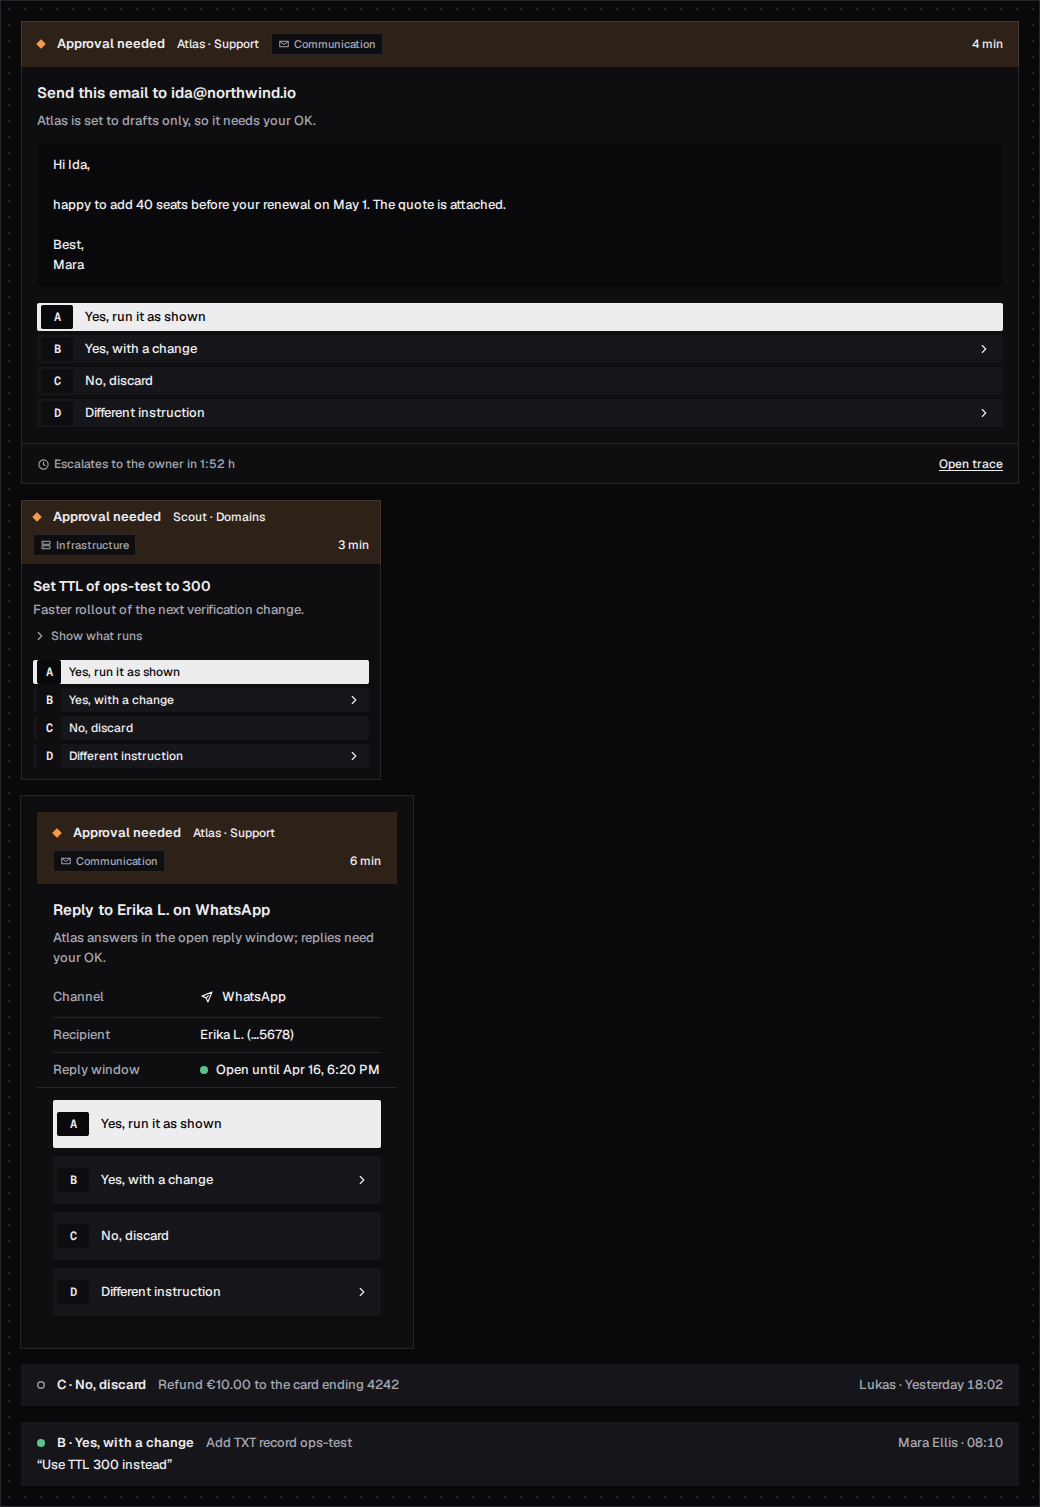 Approval needed Atlas · Support Communication 4 min
Send this email to ida@northwind.io
Atlas is set to drafts only, so it needs your OK.
Hi Ida,
happy to add 40 seats before your renewal on May 1. The quote is attached.
Best,
Mara
A Yes, run it as shown
B Yes, with a change
C No, discard
D Different instruction
Escalates to the owner in 1:52 h Open trace
Approval needed Scout · Domains
Infrastructure 3 min
Set TTL of ops-test to 300
Faster rollout of the next verification change.
Show what runs
A Yes, run it as shown
B Yes, with a change
C No, discard
D Different instruction
Approval needed Atlas · Support
Communication 6 min
Reply to Erika L. on WhatsApp
Atlas answers in the open reply window; replies need
your OK.
Channel WhatsApp
Recipient Erika L. (…5678)
Reply window Open until Apr 16, 6:20 PM
A Yes, run it as shown
B Yes, with a change
C No, discard
D Different instruction
C · No, discard Refund €10.00 to the card ending 4242 Lukas · Yesterday 18:02
B · Yes, with a change Add TXT record ops-test Mara Ellis · 08:10
“Use TTL 300 instead”